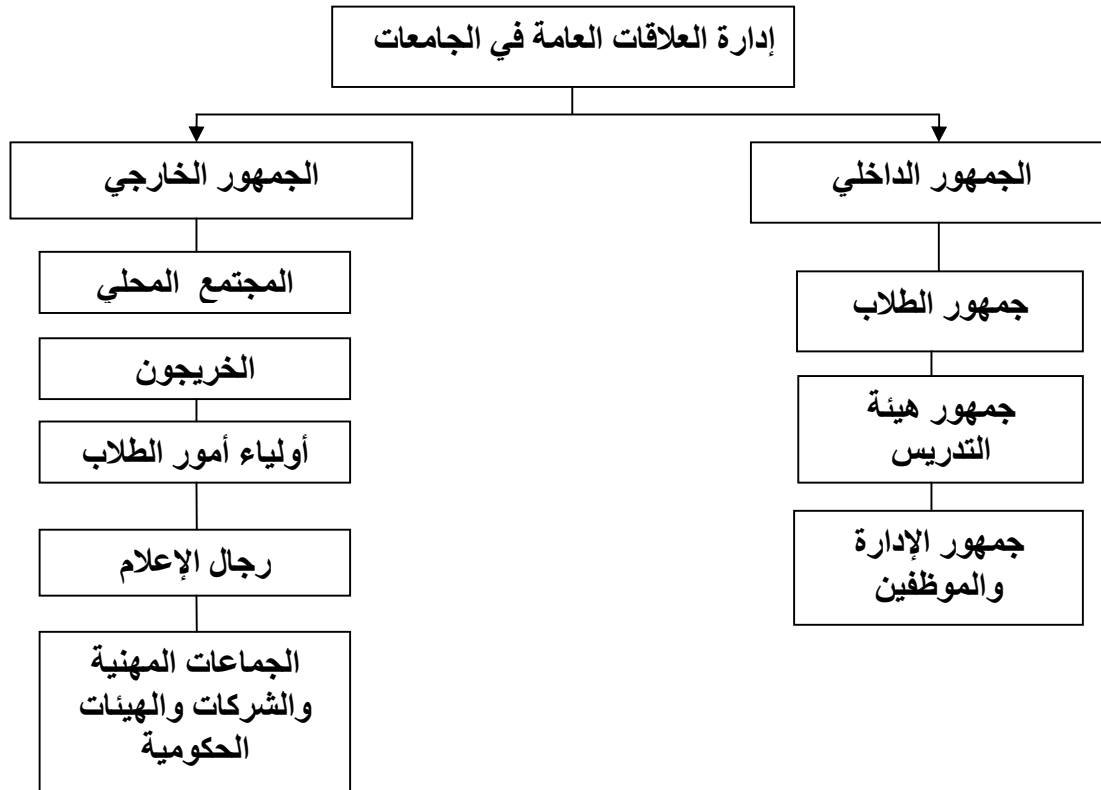 إدارة العلاقات العامة في الجامعات
الجمهور الداخلي
الجمهور الخارجي
جمهور الطلاب
جمهور هيئة
التدريس
جمهور الإدارة
والموظفين
المجتمع المحلي
الخريجون
أولياء أمور الطلاب
رجال الإعلام
الجماعات المهنية
والشركات والهيئات
الحكومية